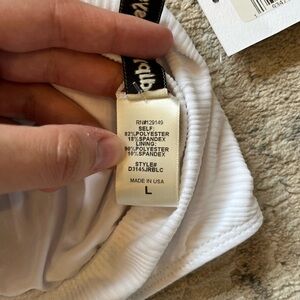 RN#129149
SELF:
82%POLYESTER
18%SPANDEX
LINING:
90%POLYESTER
10%SPANDEX
STYLE#
D3145JRBLC
MADE IN USA
L